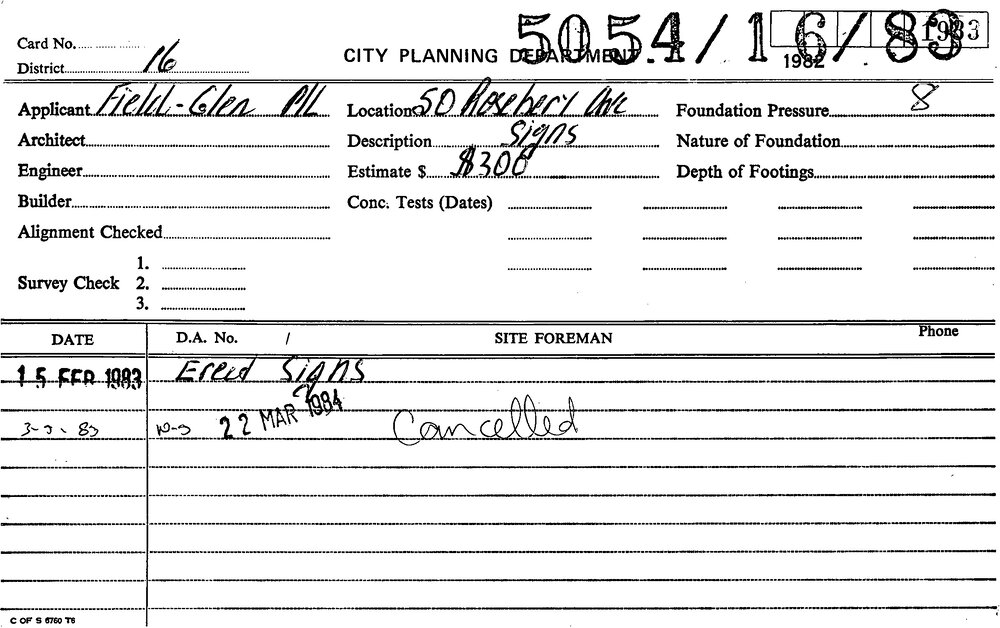 5054/16/83
1983
Card No.
CITY PLANNING DEPARTMENT
1982
District 16
Applicant Field-Glen P/L Location 50 Rosebery Ave Foundation Pressure 8
Architect Description Signs Nature of Foundation
Engineer Estimate $ $300 Depth of Footings
Builder Conc. Tests (Dates)
Alignment Checked
1.
Survey Check 2.
3.
DATE D.A. No. / SITE FOREMAN Phone
15 FEB 1983 Erect Signs
22 MAR 1984 Cancelled
C OF S 6760 T6